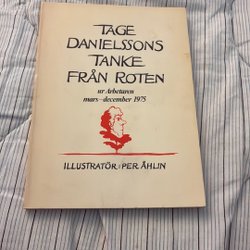 TAGE
DANIELSSONS
TANKE
FRÅN ROTEN
ur Arbetaren
mars–december 1975
ILLUSTRATÖR: PER ÅHLIN